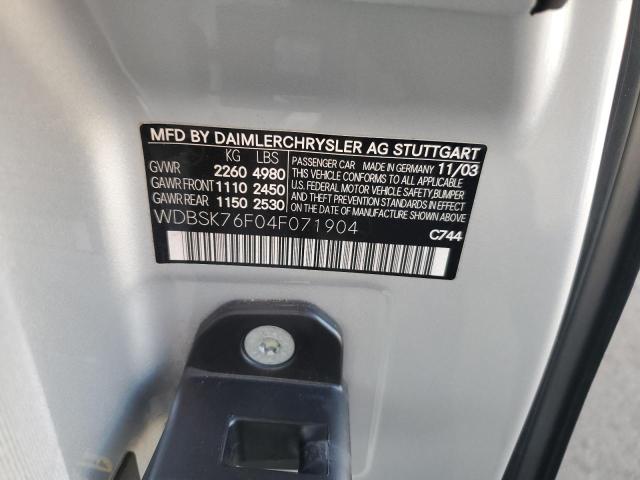 MFD BY DAIMLERCHRYSLER AG STUTTGART
KG LBS
GVWR 2260 4980
GAWR FRONT 1110 2450
GAWR REAR 1150 2530
PASSENGER CAR MADE IN GERMANY 11/03
THIS VEHICLE CONFORMS TO ALL APPLICABLE
U.S. FEDERAL MOTOR VEHICLE SAFETY, BUMPER
AND THEFT PREVENTION STANDARDS IN EFFECT
ON THE DATE OF MANUFACTURE SHOWN ABOVE.
WDBSK76F04F071904
C744